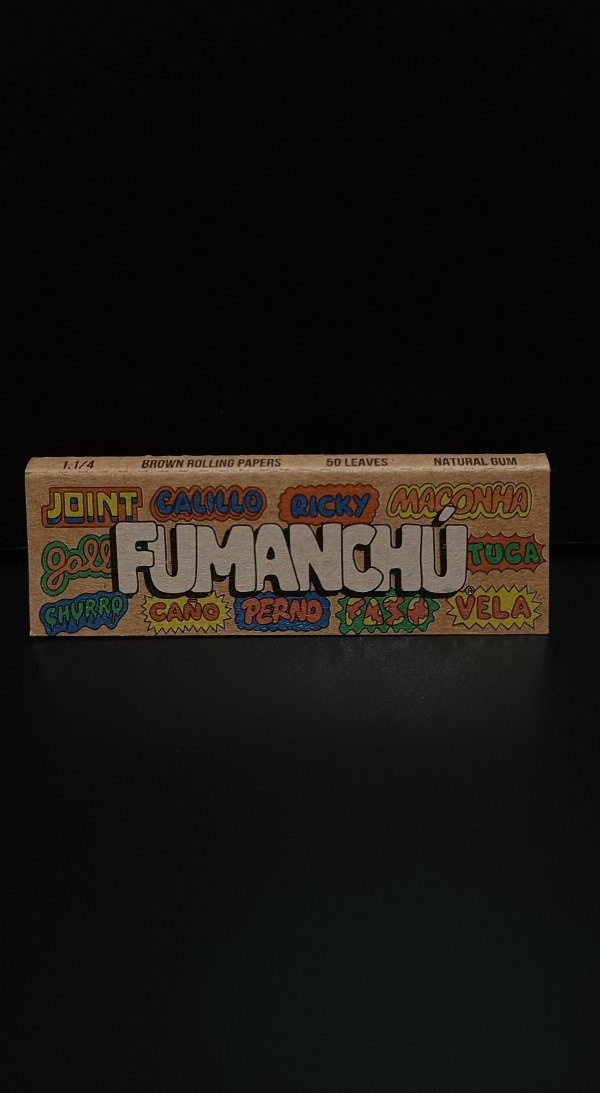 1.1/4 BROWN ROLLING PAPERS 50 LEAVES NATURAL GUM
JOINT CALILLO RICKY MACONHA
FUMANCHÚ TUCA
CHURRO CAÑO PERNO FASO VELA